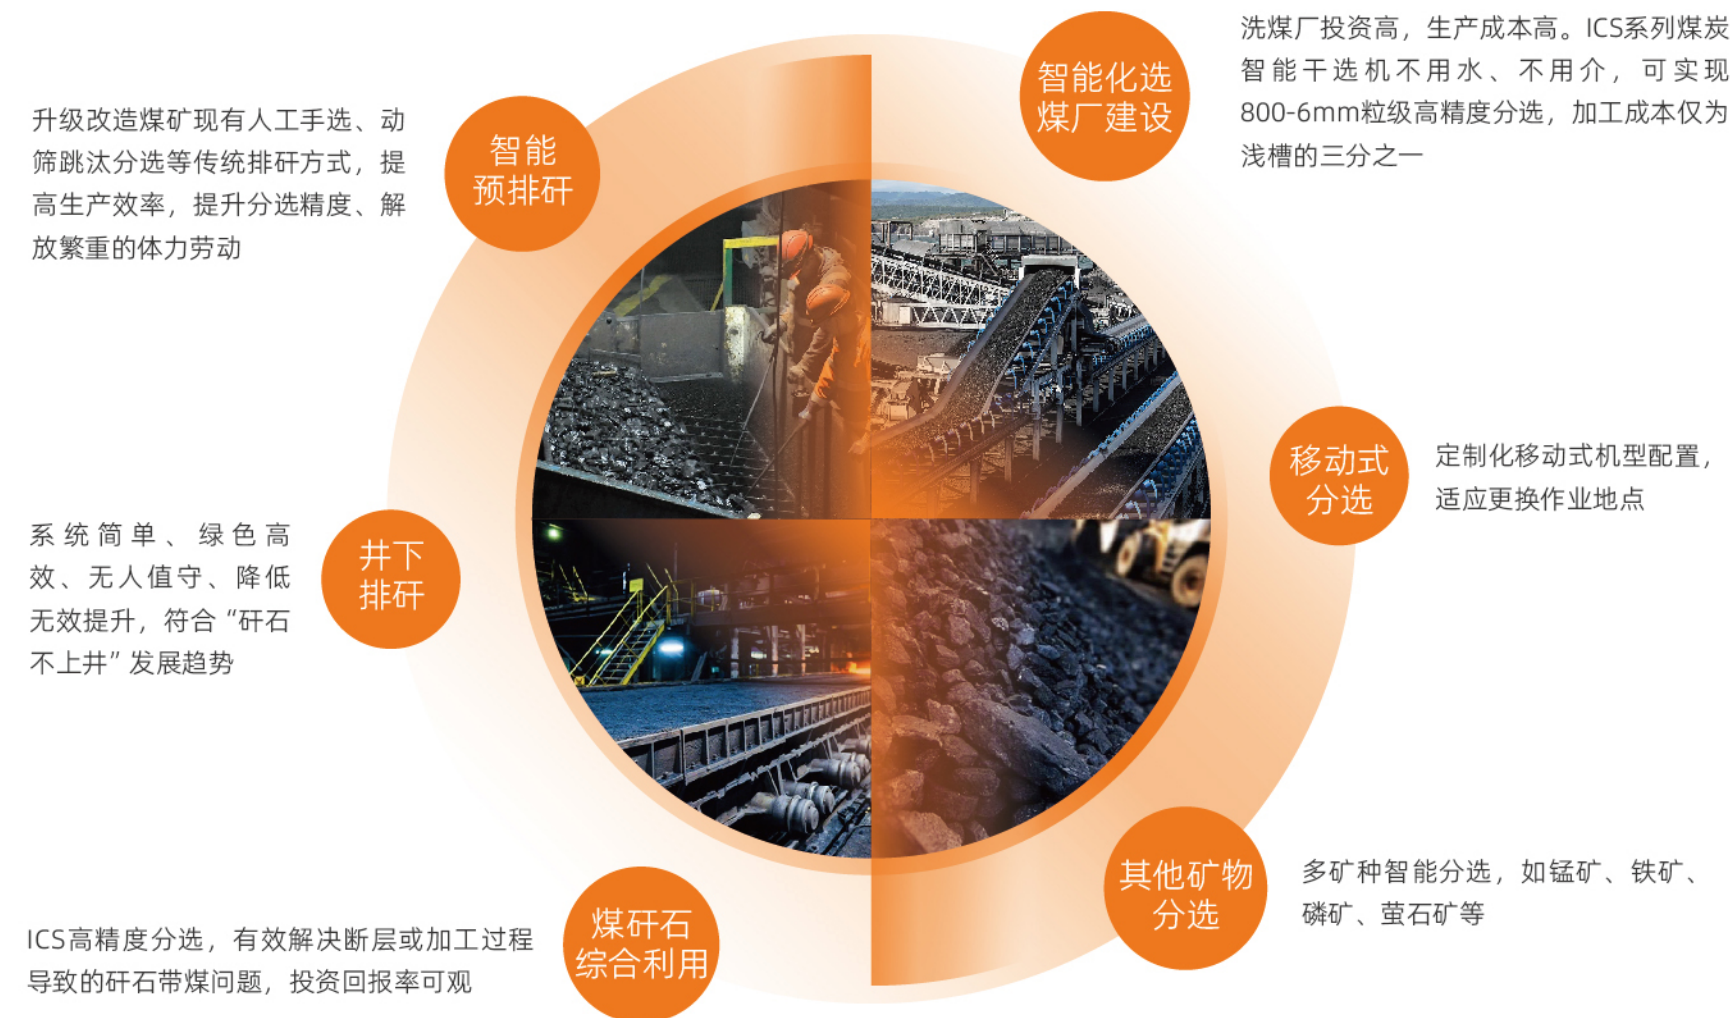 智能
预排矸
升级改造煤矿现有人工手选、动
筛跳汰分选等传统排矸方式，提
高生产效率，提升分选精度、解
放繁重的体力劳动
智能化选
煤厂建设
洗煤厂投资高，生产成本高。ICS系列煤炭
智能干选机不用水、不用介，可实现
800-6mm粒级高精度分选，加工成本仅为
浅槽的三分之一
移动式
分选
定制化移动式机型配置，
适应更换作业地点
井下
排矸
系统简单、绿色高
效、无人值守、降低
无效提升，符合“矸石
不上井”发展趋势
其他矿物
分选
多矿种智能分选，如锰矿、铁矿、
磷矿、萤石矿等
煤矸石
综合利用
ICS高精度分选，有效解决断层或加工过程
导致的矸石带煤问题，投资回报率可观